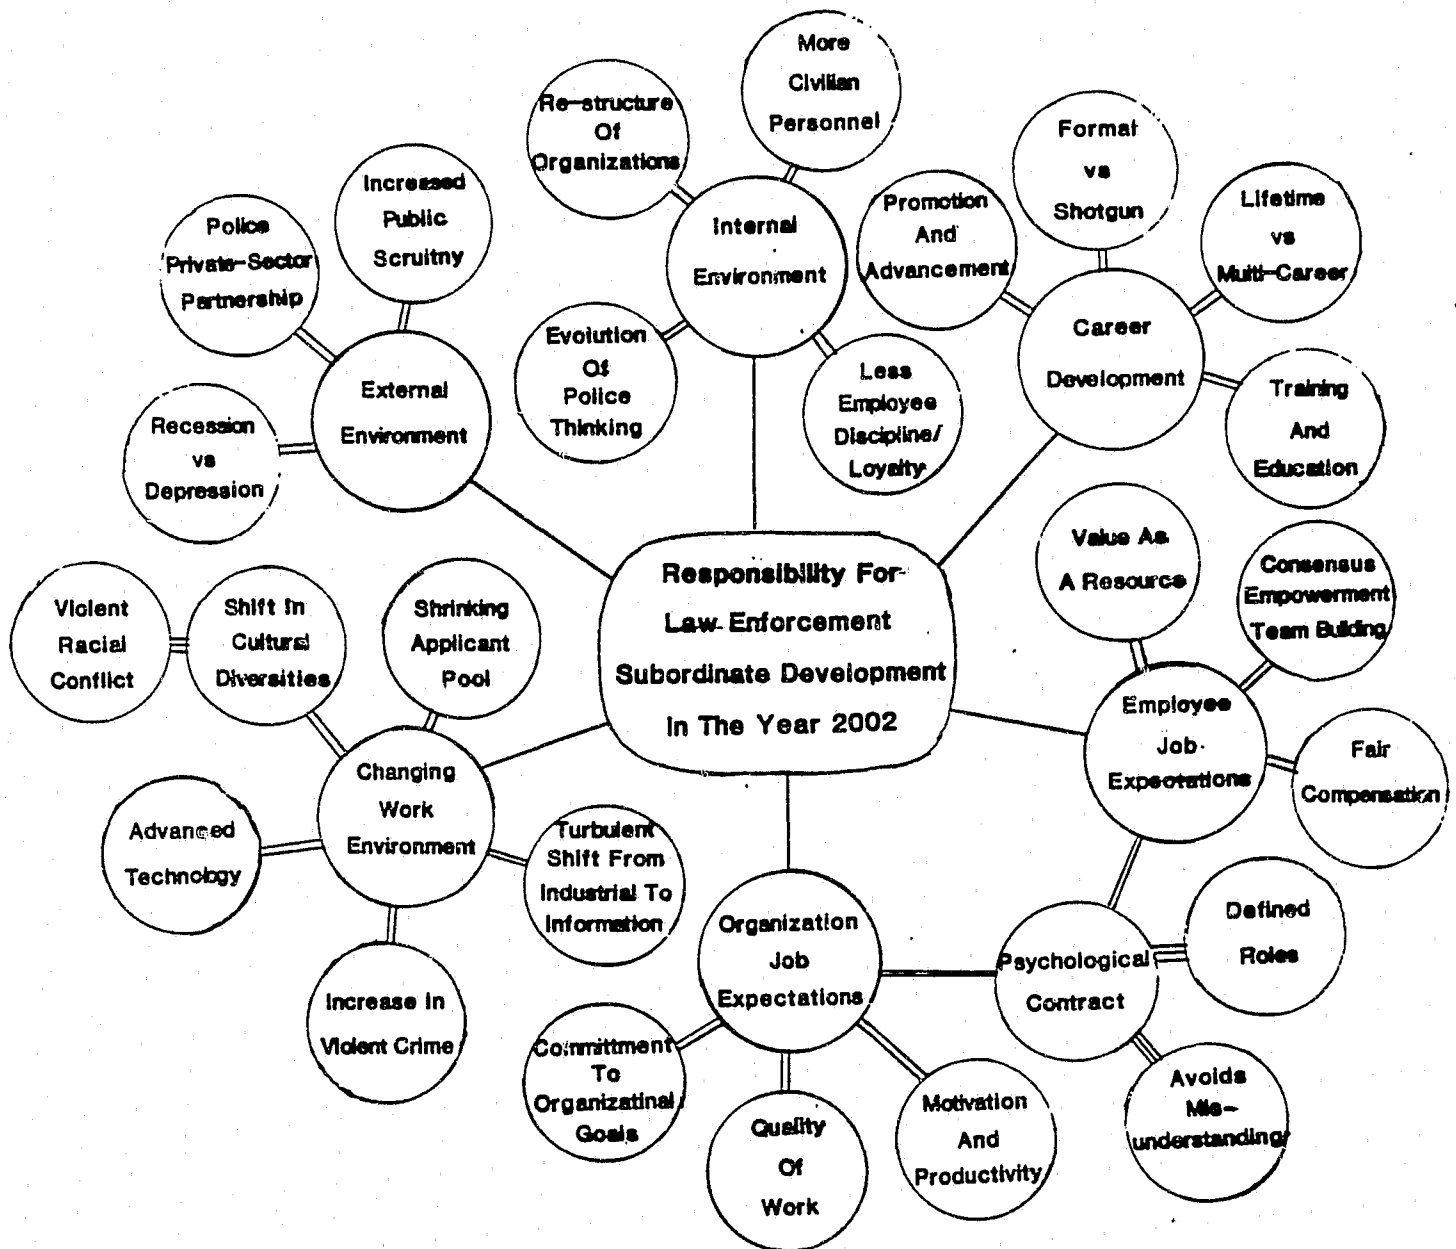 More
Civilian
Personnel
Re-structure
Of
Organizations
Internal
Environment
Evolution
Of
Police
Thinking
Less
Employee
Discipline/
Loyalty
Formal
vs
Shotgun
Promotion
And
Advancement
Lifetime
vs
Multi-Career
Career
Development
Training
And
Education
Increased
Public
Scruitny
Police
Private-Sector
Partnership
External
Environment
Recession
vs
Depression
Responsibility For
Law Enforcement
Subordinate Development
In The Year 2002
Value As
A Resource
Consensus
Empowerment
Team Building
Employee
Job
Expectations
Fair
Compensation
Violent
Racial
Conflict
Shift In
Cultural
Diversities
Shrinking
Applicant
Pool
Changing
Work
Environment
Advanced
Technology
Turbulent
Shift From
Industrial To
Information
Increase In
Violent Crime
Organization
Job
Expectations
Psychological
Contract
Defined
Roles
Avoids
Mis-
understanding
Committment
To
Organizatinal
Goals
Quality
Of
Work
Motivation
And
Productivity